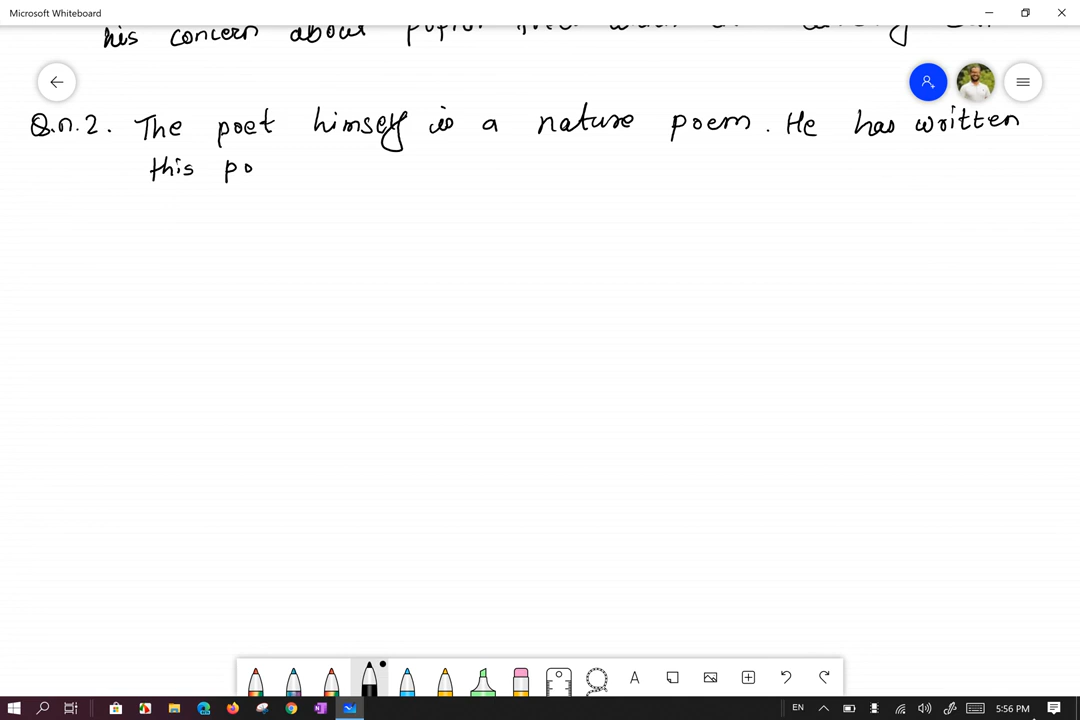 Microsoft Whiteboard
his concern about
Q.n.2. The poet himself is a nature poem. He has written
this po
A
EN
5:56 PM